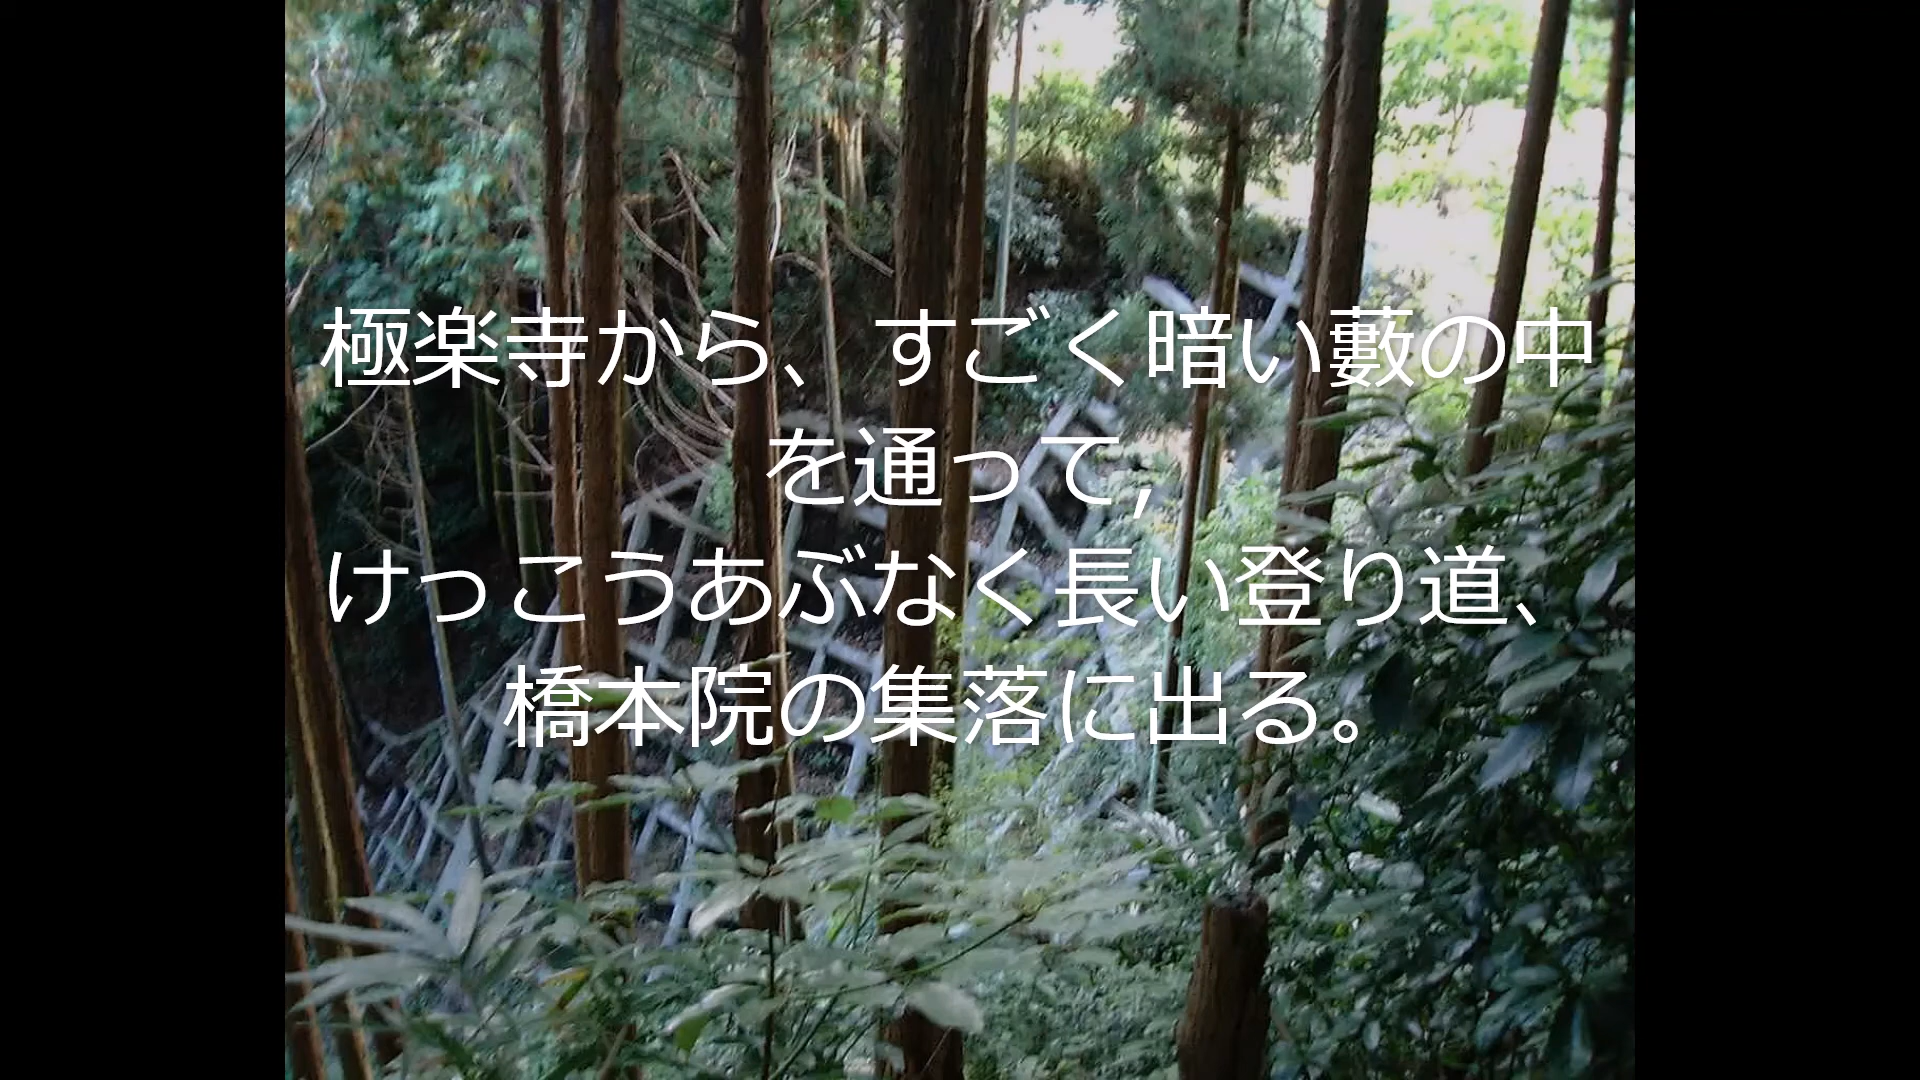 極楽寺から、すごく暗い藪の中
を通って,
けっこうあぶなく長い登り道、
橋本院の集落に出る。